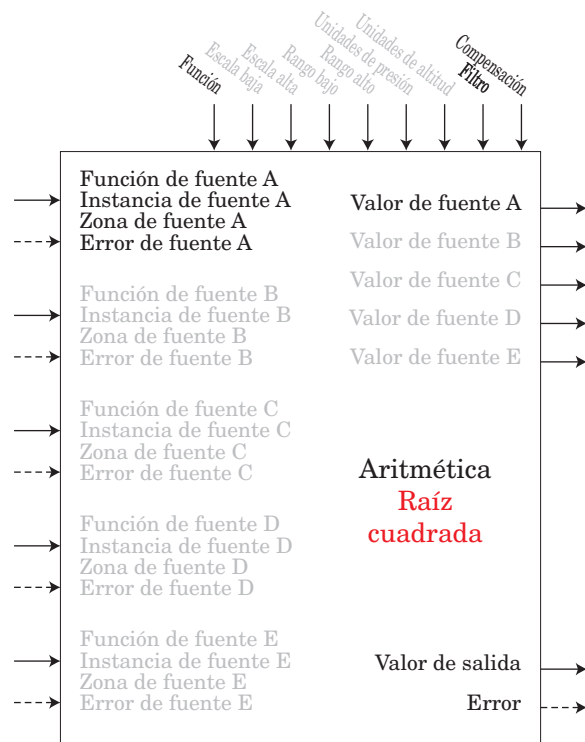 Función
Escala baja
Escala alta
Rango bajo
Rango alto
Unidades de presión
Unidades de altitud
Filtro
Compensación
Función de fuente A
Instancia de fuente A
Zona de fuente A
Error de fuente A
Función de fuente B
Instancia de fuente B
Zona de fuente B
Error de fuente B
Función de fuente C
Instancia de fuente C
Zona de fuente C
Error de fuente C
Función de fuente D
Instancia de fuente D
Zona de fuente D
Error de fuente D
Función de fuente E
Instancia de fuente E
Zona de fuente E
Error de fuente E
Valor de fuente A
Valor de fuente B
Valor de fuente C
Valor de fuente D
Valor de fuente E
Aritmética
Raíz
cuadrada
Valor de salida
Error